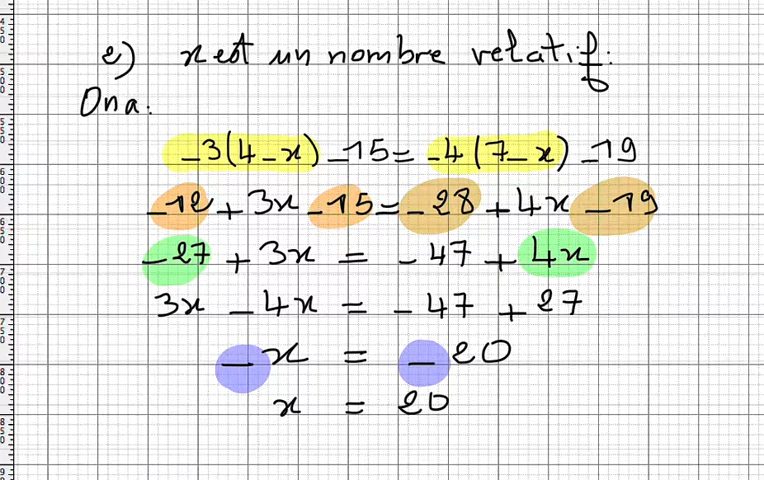 e) x est un nombre relatif.
On a:
-3(4-x)-15=-4(7-x)-19
-12+3x-15=-28+4x-19
-27+3x=-47+4x
3x-4x=-47+27
-x=-20
x=20